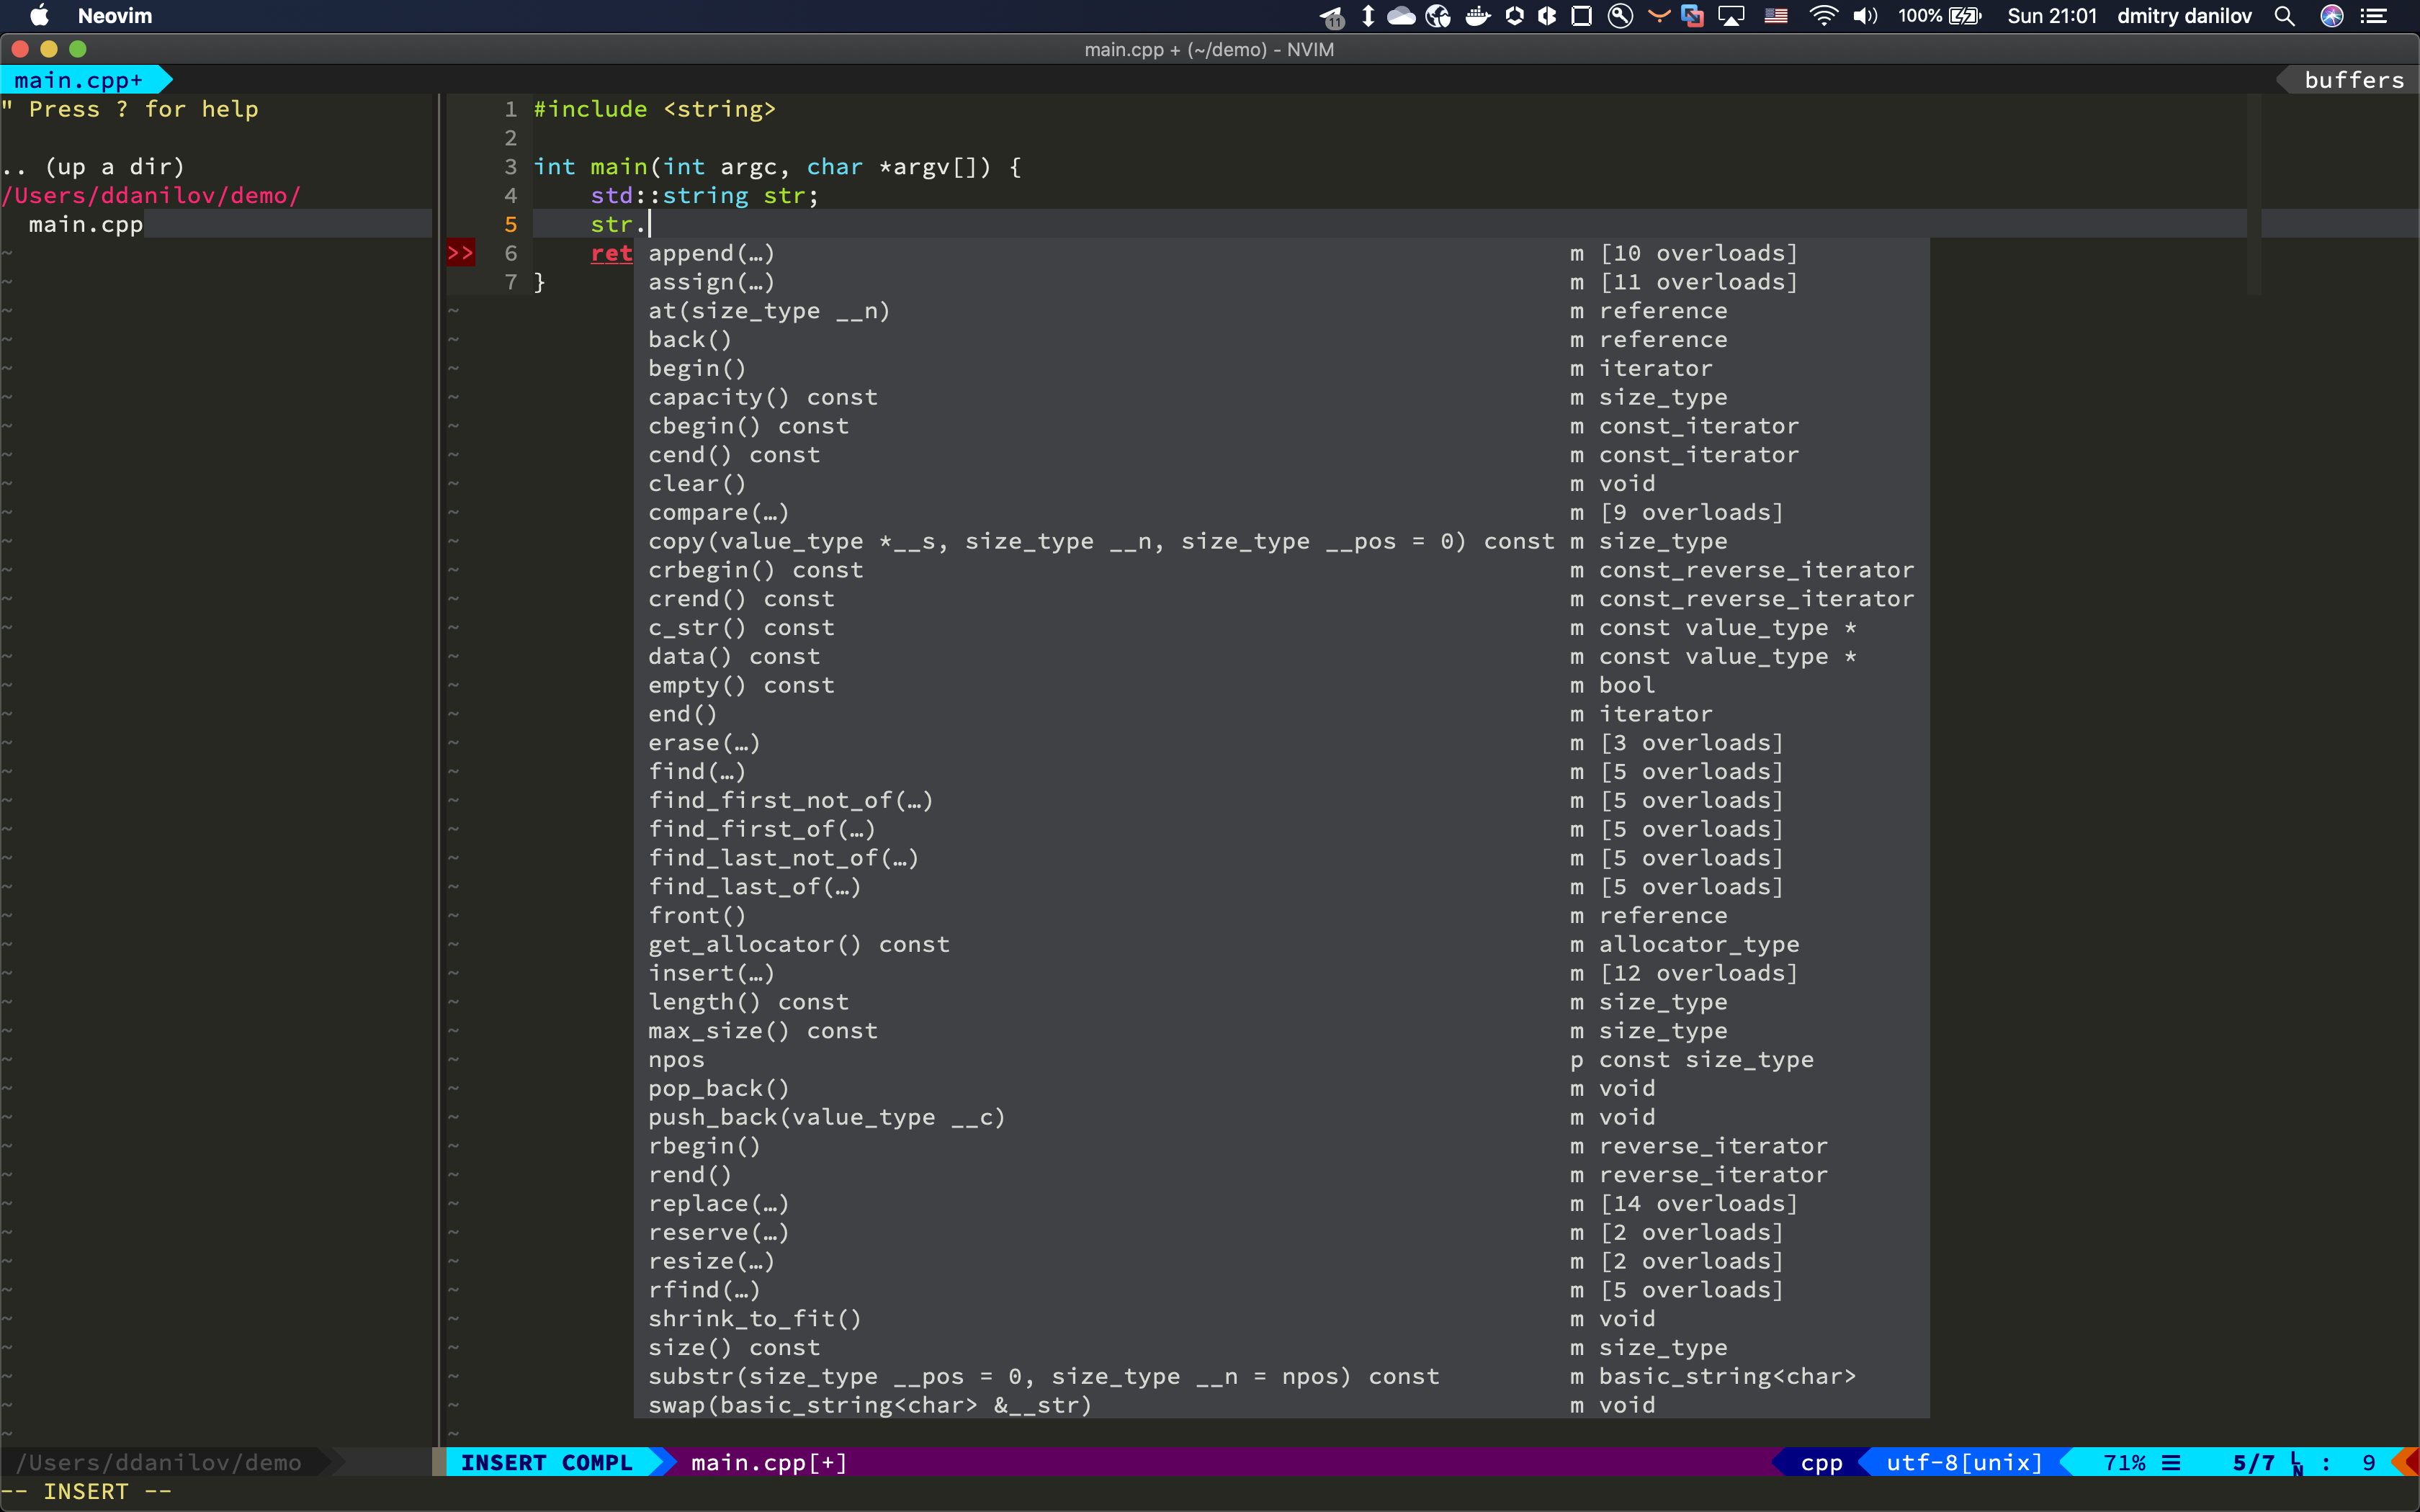 Neovim 11 100% Sun 21:01 dmitry danilov
main.cpp + (~/demo) - NVIM
main.cpp+ buffers
" Press ? for help
.. (up a dir)
/Users/ddanilov/demo/
main.cpp
1 #include <string>
2
3 int main(int argc, char *argv[]) {
4 std::string str;
5 str.
>> 6 ret
7 }
append(…) m [10 overloads]
assign(…) m [11 overloads]
at(size_type __n) m reference
back() m reference
begin() m iterator
capacity() const m size_type
cbegin() const m const_iterator
cend() const m const_iterator
clear() m void
compare(…) m [9 overloads]
copy(value_type *__s, size_type __n, size_type __pos = 0) const m size_type
crbegin() const m const_reverse_iterator
crend() const m const_reverse_iterator
c_str() const m const value_type *
data() const m const value_type *
empty() const m bool
end() m iterator
erase(…) m [3 overloads]
find(…) m [5 overloads]
find_first_not_of(…) m [5 overloads]
find_first_of(…) m [5 overloads]
find_last_not_of(…) m [5 overloads]
find_last_of(…) m [5 overloads]
front() m reference
get_allocator() const m allocator_type
insert(…) m [12 overloads]
length() const m size_type
max_size() const m size_type
npos p const size_type
pop_back() m void
push_back(value_type __c) m void
rbegin() m reverse_iterator
rend() m reverse_iterator
replace(…) m [14 overloads]
reserve(…) m [2 overloads]
resize(…) m [2 overloads]
rfind(…) m [5 overloads]
shrink_to_fit() m void
size() const m size_type
substr(size_type __pos = 0, size_type __n = npos) const m basic_string<char>
swap(basic_string<char> &__str) m void
/Users/ddanilov/demo INSERT COMPL main.cpp[+] cpp utf-8[unix] 71% ☰ 5/7 ␤ : 9
-- INSERT --